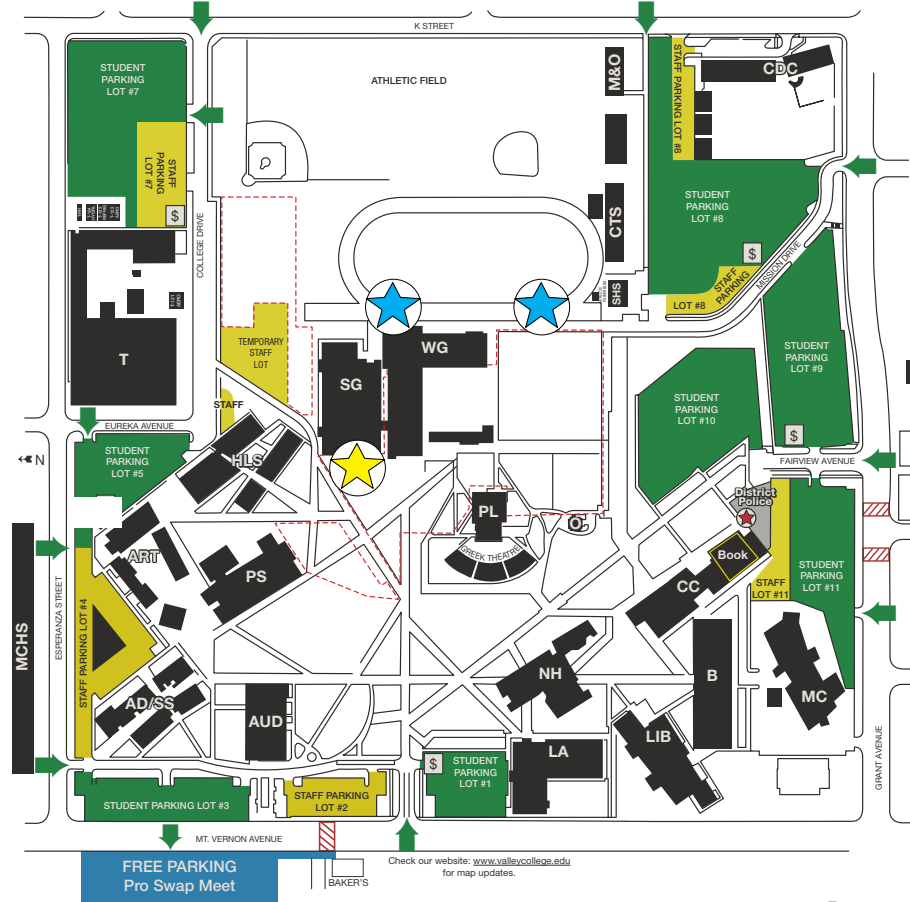 K STREET
STUDENT
PARKING
LOT #7
ATHLETIC FIELD
M&O
STAFF PARKING LOT #8
CDC
STAFF
PARKING
LOT #7
$
STUDENT
PARKING
LOT #8
COLLEGE DRIVE
CTS
$
STAFF
PARKING
LOT #8
MISSION DRIVE
SHS
T
TEMPORARY
STAFF
LOT
WG
SG
STUDENT
PARKING
LOT #9
STUDENT
PARKING
LOT #10
STAFF
EUREKA AVENUE
$
N
STUDENT
PARKING
LOT #5
HLS
FAIRVIEW AVENUE
District
Police
PL
O
GREEK THEATRE
ART
PS
Book
CC
STAFF
LOT #11
STUDENT
PARKING
LOT #11
MCHS
ESPERANZA STREET
STAFF PARKING LOT #4
NH
B
MC
AD/SS
AUD
LIB
LA
GRANT AVENUE
$
STUDENT
PARKING
LOT #1
STUDENT PARKING LOT #3
STAFF PARKING
LOT #2
MT. VERNON AVENUE
FREE PARKING
Pro Swap Meet
BAKER'S
Check our website: www.valleycollege.edu
for map updates.